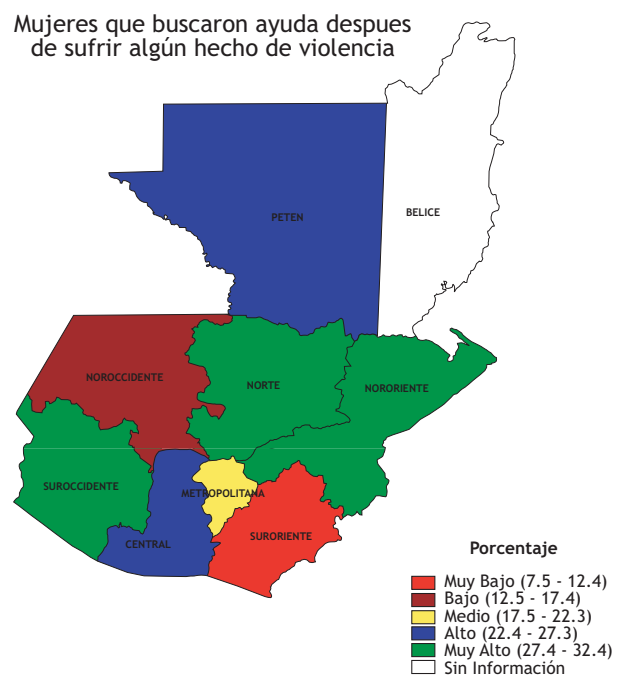 Mujeres que buscaron ayuda despues
de sufrir algún hecho de violencia
PETEN
BELICE
NOROCCIDENTE
NORTE
NORORIENTE
SUROCCIDENTE
METROPOLITANA
CENTRAL
SURORIENTE
Porcentaje
Muy Bajo (7.5 - 12.4)
Bajo (12.5 - 17.4)
Medio (17.5 - 22.3)
Alto (22.4 - 27.3)
Muy Alto (27.4 - 32.4)
Sin Información